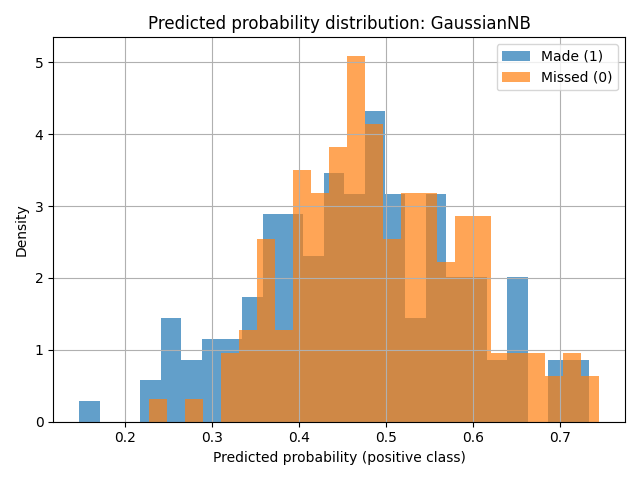 Predicted probability distribution: GaussianNB
Made (1)
Missed (0)
5
4
3
2
1
0
Density
0.2 0.3 0.4 0.5 0.6 0.7
Predicted probability (positive class)